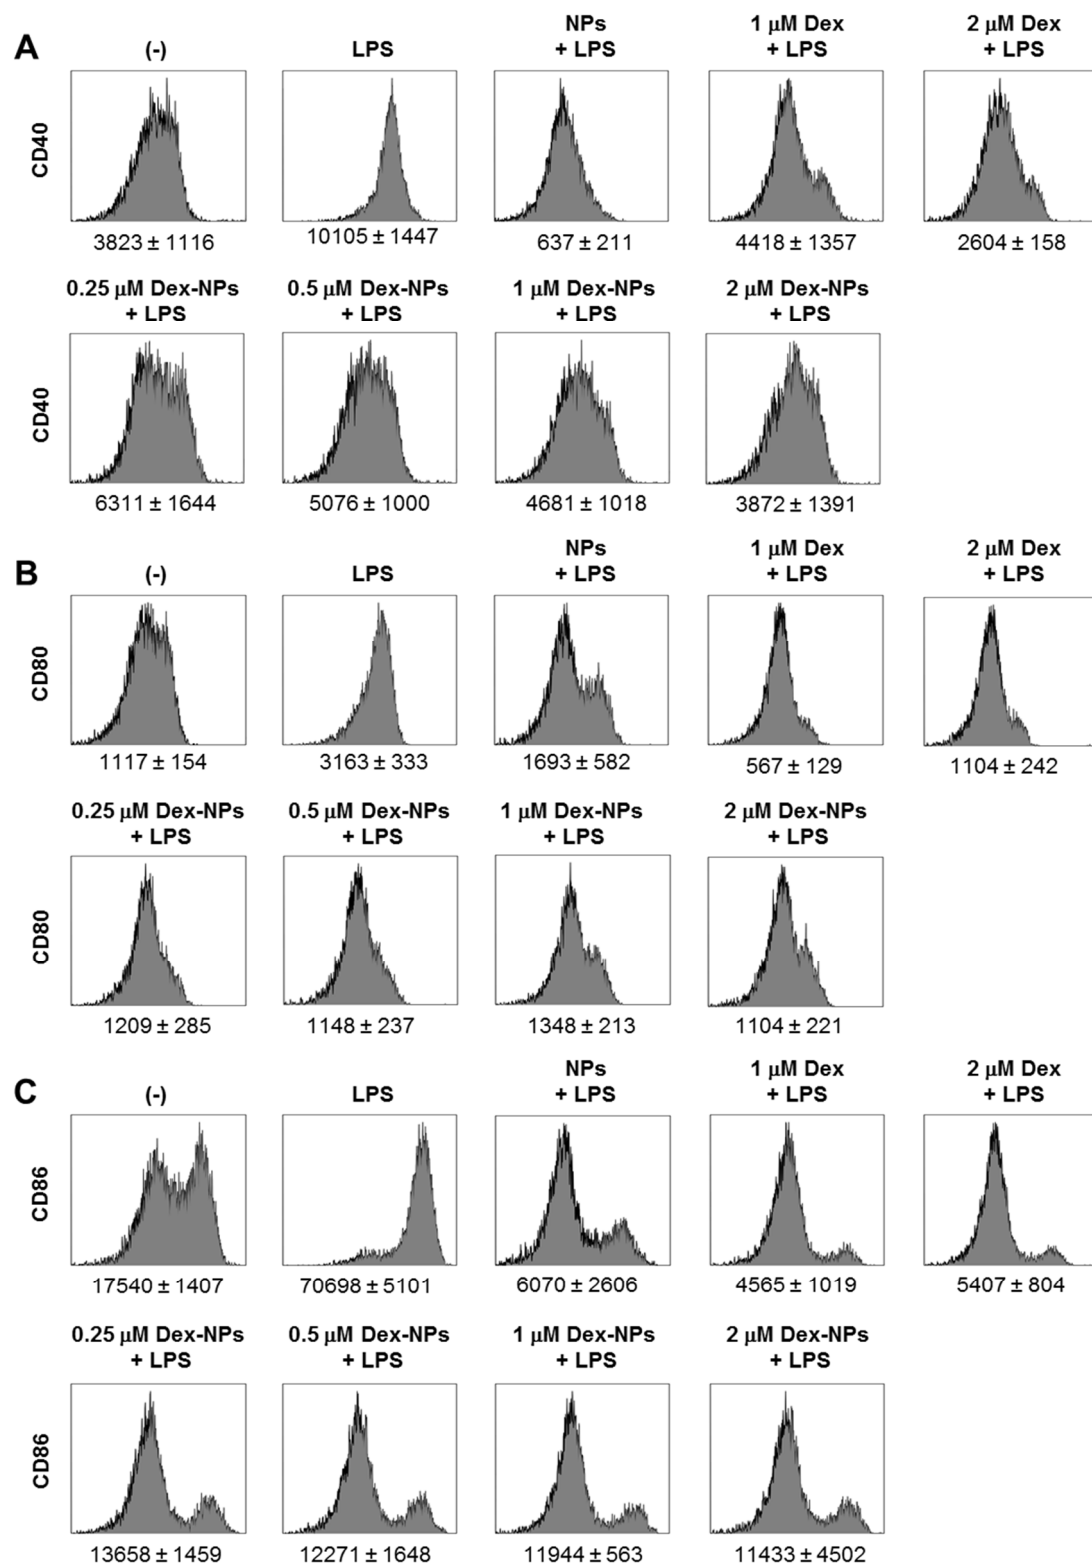 A
(-)
LPS
NPs
+ LPS
1 μM Dex
+ LPS
2 μM Dex
+ LPS
CD40
3823 ± 1116
10105 ± 1447
637 ± 211
4418 ± 1357
2604 ± 158
0.25 μM Dex-NPs
+ LPS
0.5 μM Dex-NPs
+ LPS
1 μM Dex-NPs
+ LPS
2 μM Dex-NPs
+ LPS
CD40
6311 ± 1644
5076 ± 1000
4681 ± 1018
3872 ± 1391
B
(-)
LPS
NPs
+ LPS
1 μM Dex
+ LPS
2 μM Dex
+ LPS
CD80
1117 ± 154
3163 ± 333
1693 ± 582
567 ± 129
1104 ± 242
0.25 μM Dex-NPs
+ LPS
0.5 μM Dex-NPs
+ LPS
1 μM Dex-NPs
+ LPS
2 μM Dex-NPs
+ LPS
CD80
1209 ± 285
1148 ± 237
1348 ± 213
1104 ± 221
C
(-)
LPS
NPs
+ LPS
1 μM Dex
+ LPS
2 μM Dex
+ LPS
CD86
17540 ± 1407
70698 ± 5101
6070 ± 2606
4565 ± 1019
5407 ± 804
0.25 μM Dex-NPs
+ LPS
0.5 μM Dex-NPs
+ LPS
1 μM Dex-NPs
+ LPS
2 μM Dex-NPs
+ LPS
CD86
13658 ± 1459
12271 ± 1648
11944 ± 563
11433 ± 4502